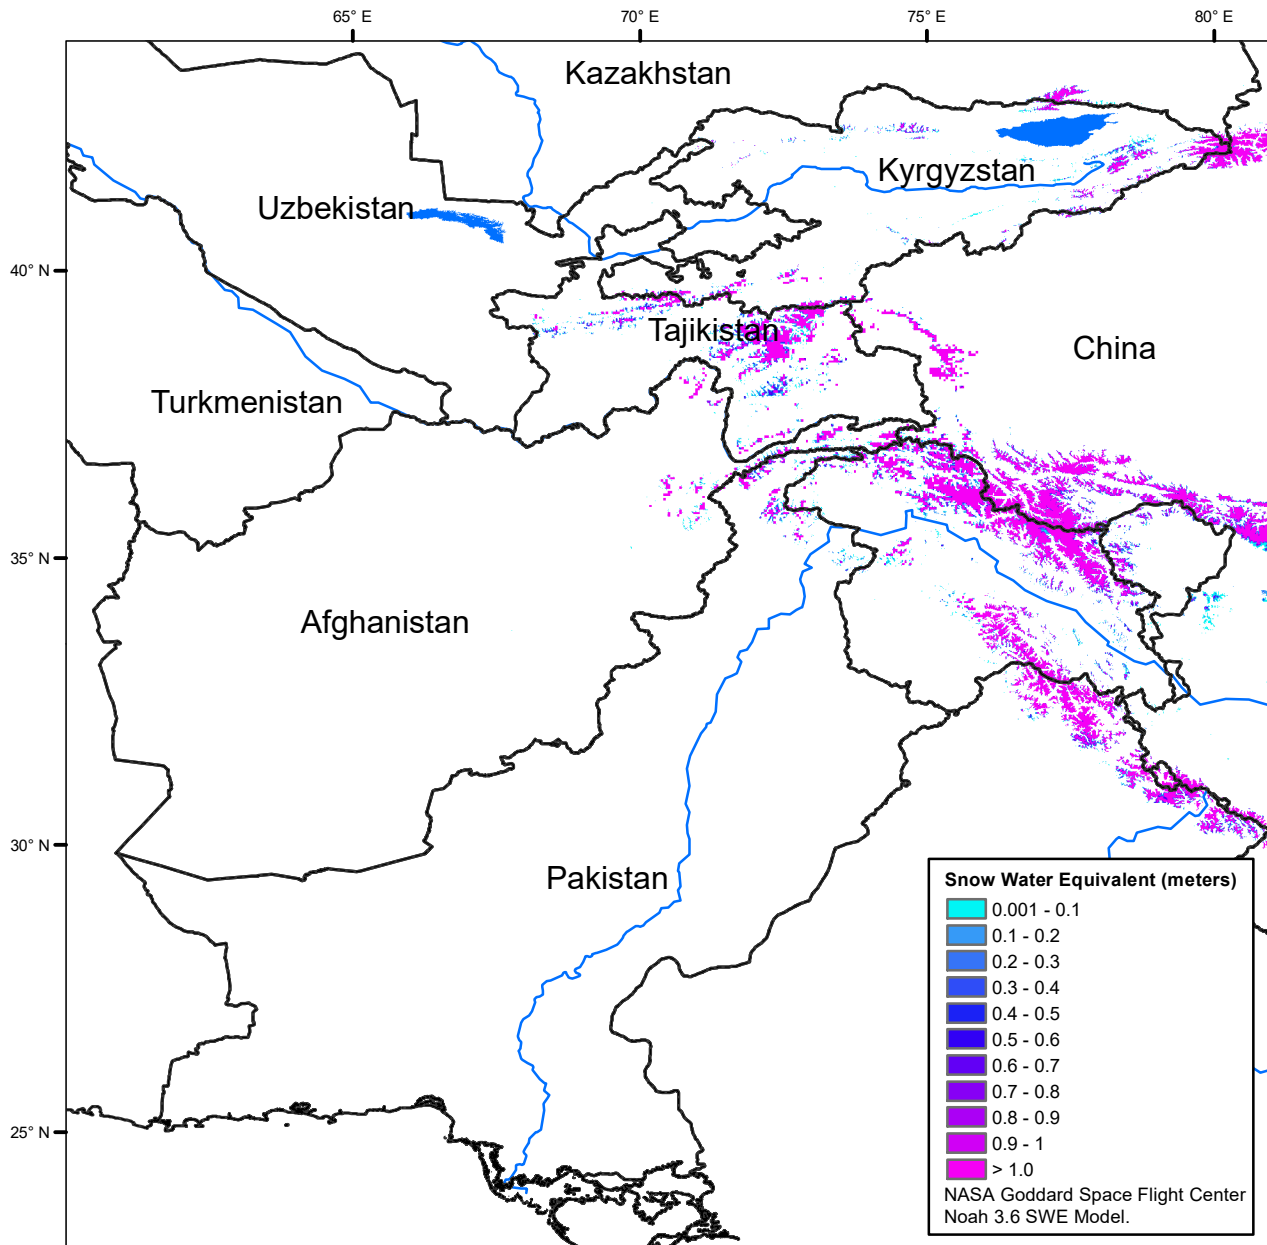 65° E
70° E
75° E
80° E
Kazakhstan
Kyrgyzstan
Uzbekistan
40° N
Tajikistan
China
Turkmenistan
35° N
Afghanistan
30° N
Pakistan
25° N
Snow Water Equivalent (meters)
0.001 - 0.1
0.1 - 0.2
0.2 - 0.3
0.3 - 0.4
0.4 - 0.5
0.5 - 0.6
0.6 - 0.7
0.7 - 0.8
0.8 - 0.9
0.9 - 1
> 1.0
NASA Goddard Space Flight Center
Noah 3.6 SWE Model.